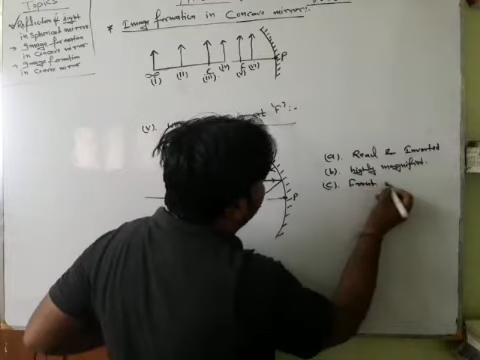 Topics
Reflection of light
in Spherical mirrors
Image formation
in Concave mirror
Image formation
in Convex mirror
* Image formation in Concave mirror:-
P
(i) (ii) C (iv) (v) (vi)
(iii)
(v).
'F':-
P
(a). Real & Inverted
(b). highly magnified.
(c).